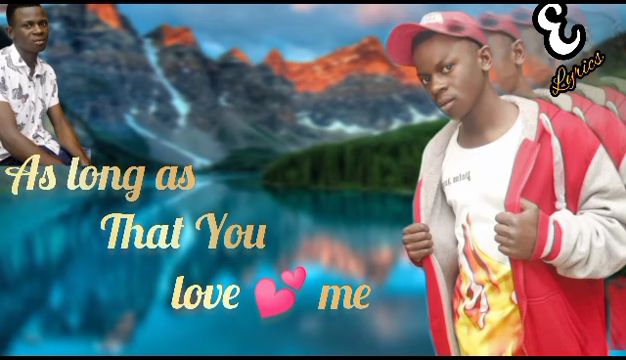 Ɛ
Lyrics
As long as
That You
love 💕 me